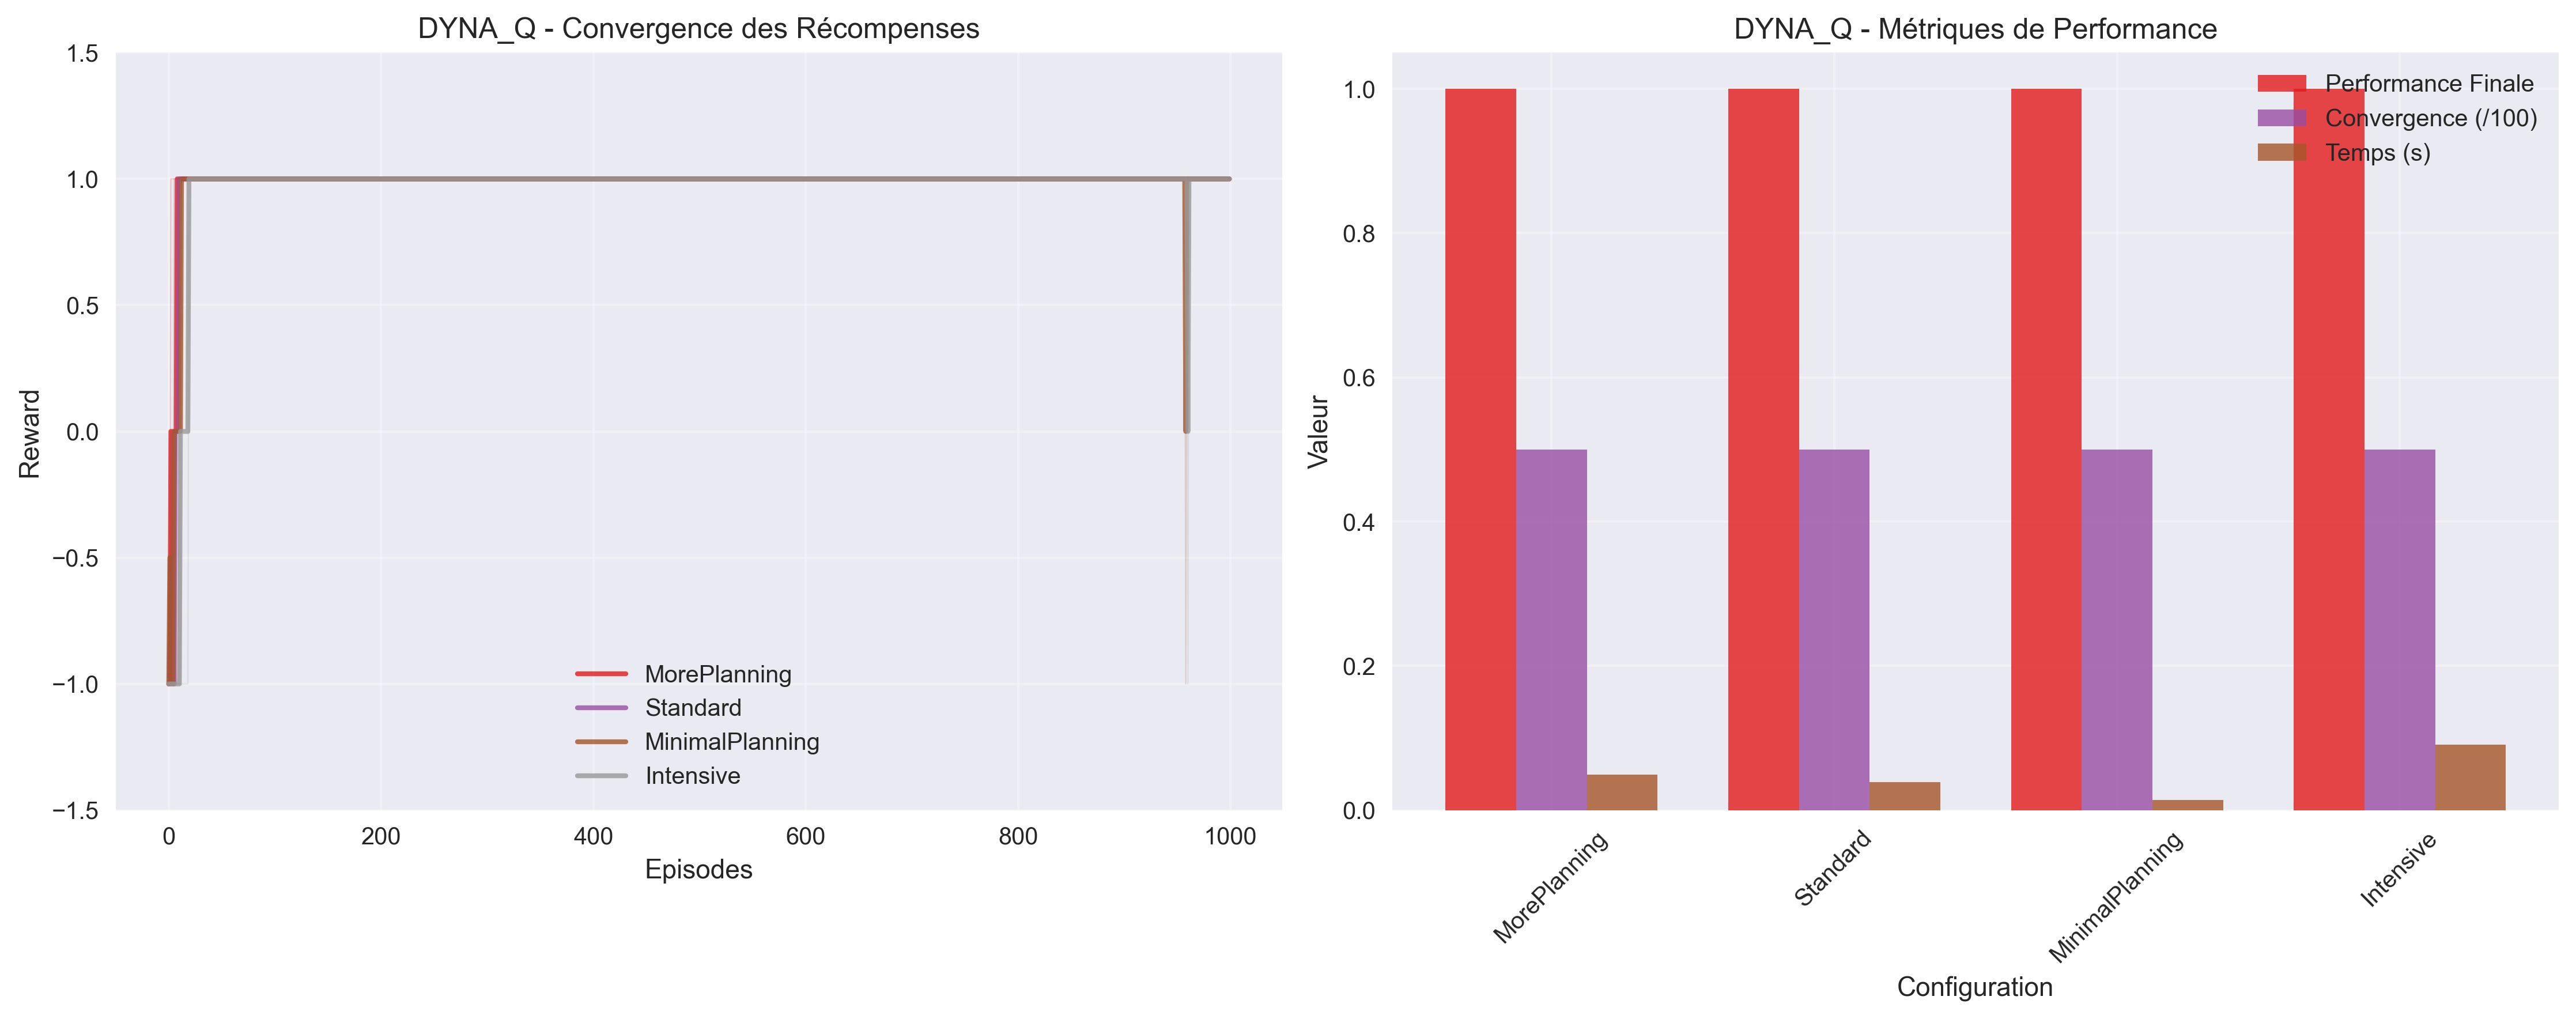 DYNA_Q - Convergence des Récompenses
1.5
1.0
0.5
0.0
−0.5
−1.0
−1.5
Reward
MorePlanning
Standard
MinimalPlanning
Intensive
0
200
400
600
800
1000
Episodes
DYNA_Q - Métriques de Performance
Performance Finale
Convergence (/100)
Temps (s)
1.0
0.8
0.6
0.4
0.2
0.0
Valeur
MorePlanning
Standard
MinimalPlanning
Intensive
Configuration